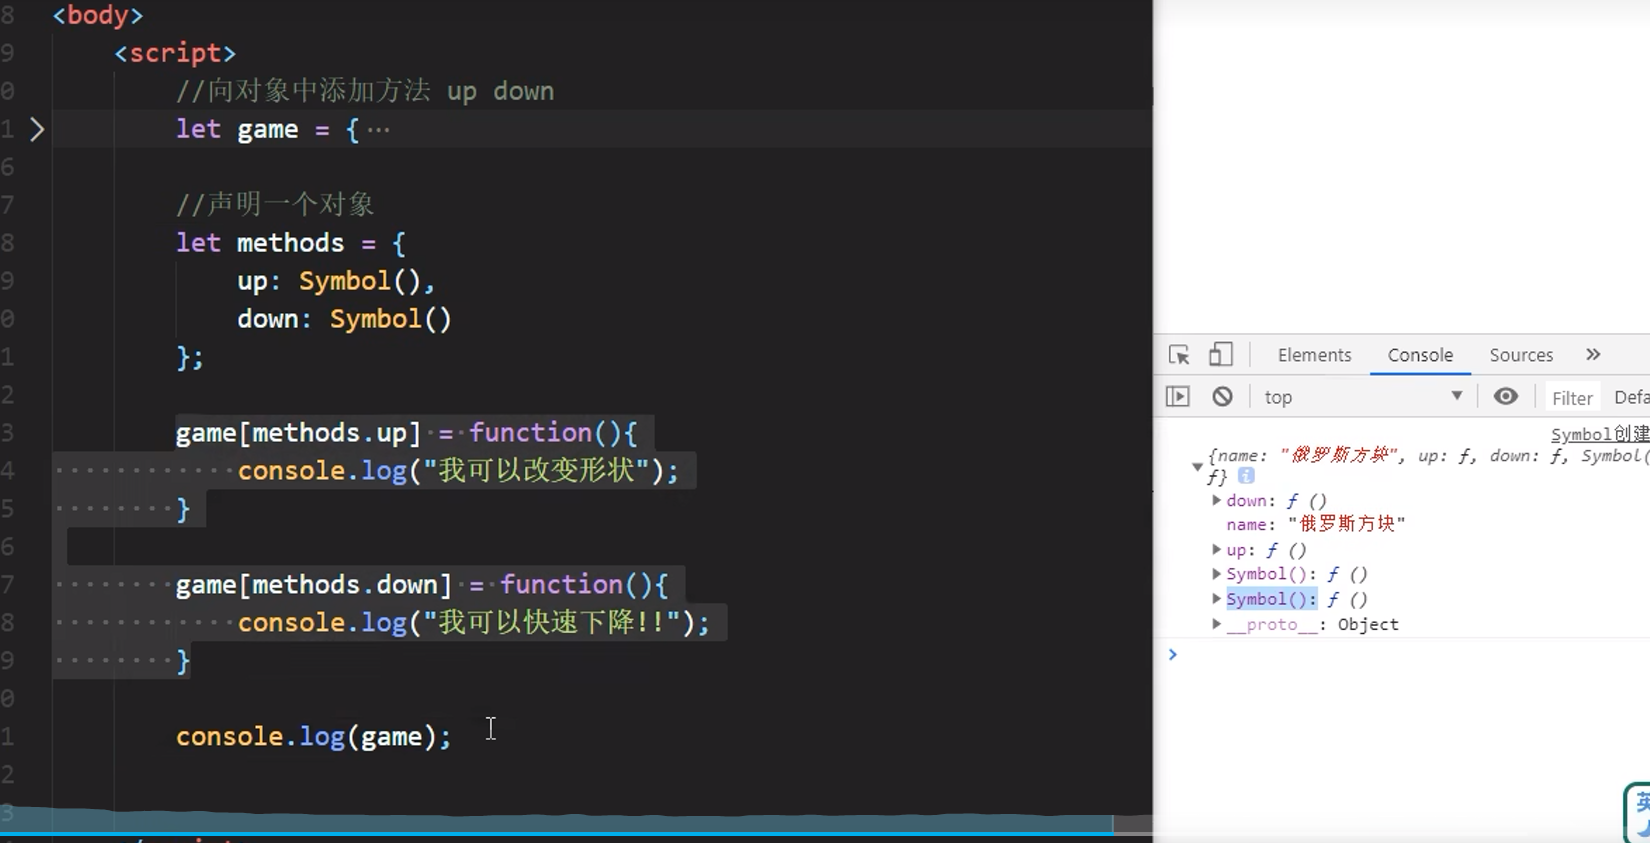 8 <body>
9 <script>
0 //向对象中添加方法 up down
1 let game = {···
6
7 //声明一个对象
8 let methods = {
9 up: Symbol(),
0 down: Symbol()
1 };
2
3 game[methods.up] = function(){
4 console.log("我可以改变形状");
5 }
6
7 game[methods.down] = function(){
8 console.log("我可以快速下降!!");
9 }
0
1 console.log(game);
2
3
Elements Console Sources »
top Filter Defa
Symbol创建
{name: "俄罗斯方块", up: ƒ, down: ƒ, Symbol(
ƒ}
down: ƒ ()
name: "俄罗斯方块"
up: ƒ ()
Symbol(): ƒ ()
Symbol(): ƒ ()
__proto__: Object
英